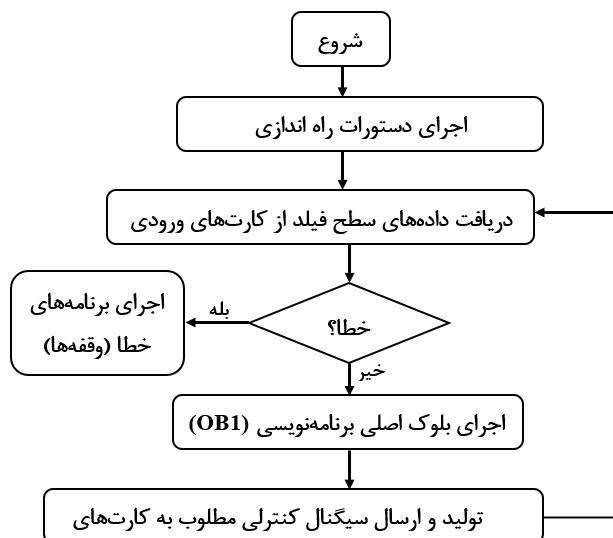 شروع
اجرای دستورات راه اندازی
دریافت داده‌های سطح فیلد از کارت‌های ورودی
خطا؟
بله
اجرای برنامه‌های
خطا (وقفه‌ها)
خیر
اجرای بلوک اصلی برنامه‌نویسی (OB1)
تولید و ارسال سیگنال کنترلی مطلوب به کارت‌های